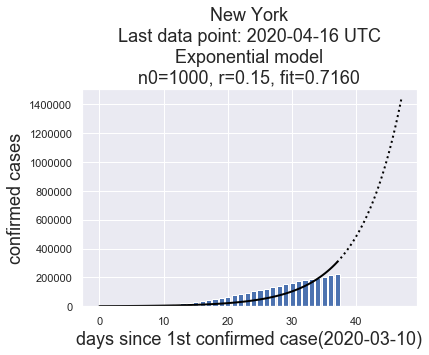 New York
Last data point: 2020-04-16 UTC
Exponential model
n0=1000, r=0.15, fit=0.7160
1400000
1200000
1000000
800000
600000
400000
200000
0
confirmed cases
0 10 20 30 40
days since 1st confirmed case(2020-03-10)